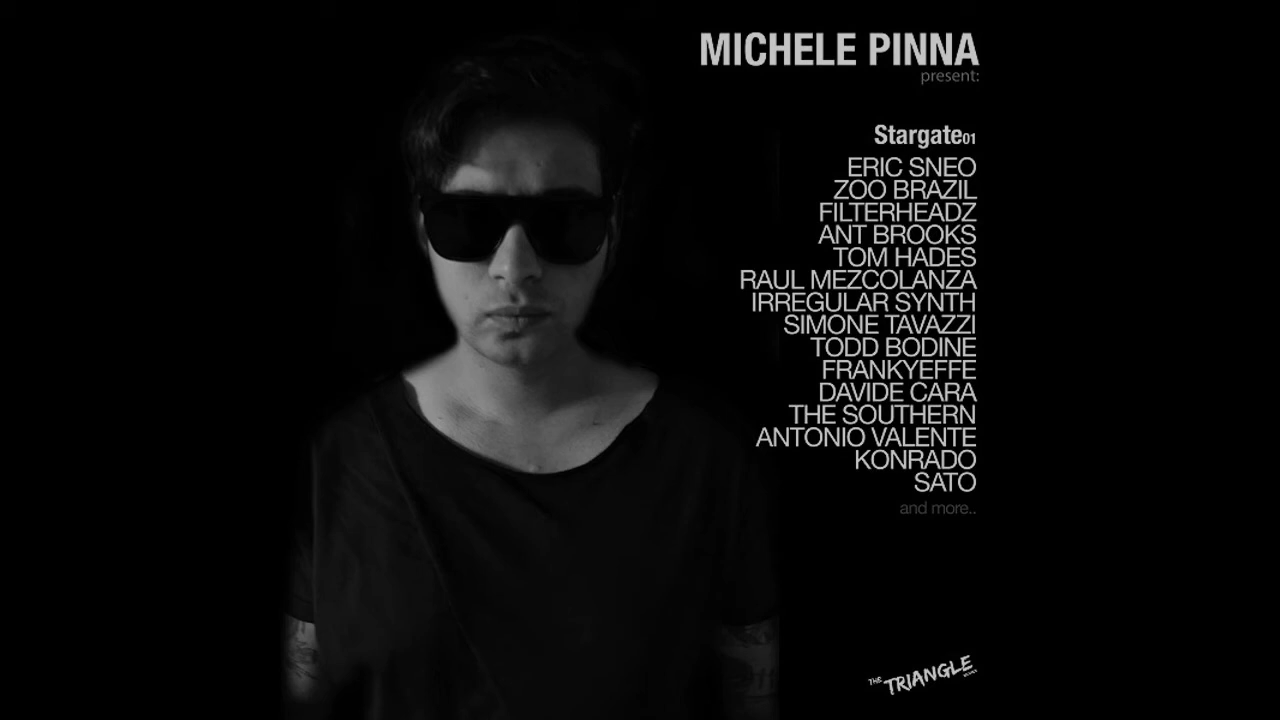 MICHELE PINNA
present:
Stargate01
ERIC SNEO
ZOO BRAZIL
FILTERHEADZ
ANT BROOKS
TOM HADES
RAUL MEZCOLANZA
IRREGULAR SYNTH
SIMONE TAVAZZI
TODD BODINE
FRANKYEFFE
DAVIDE CARA
THE SOUTHERN
ANTONIO VALENTE
KONRADO
SATO
and more..
THE TRIANGLE